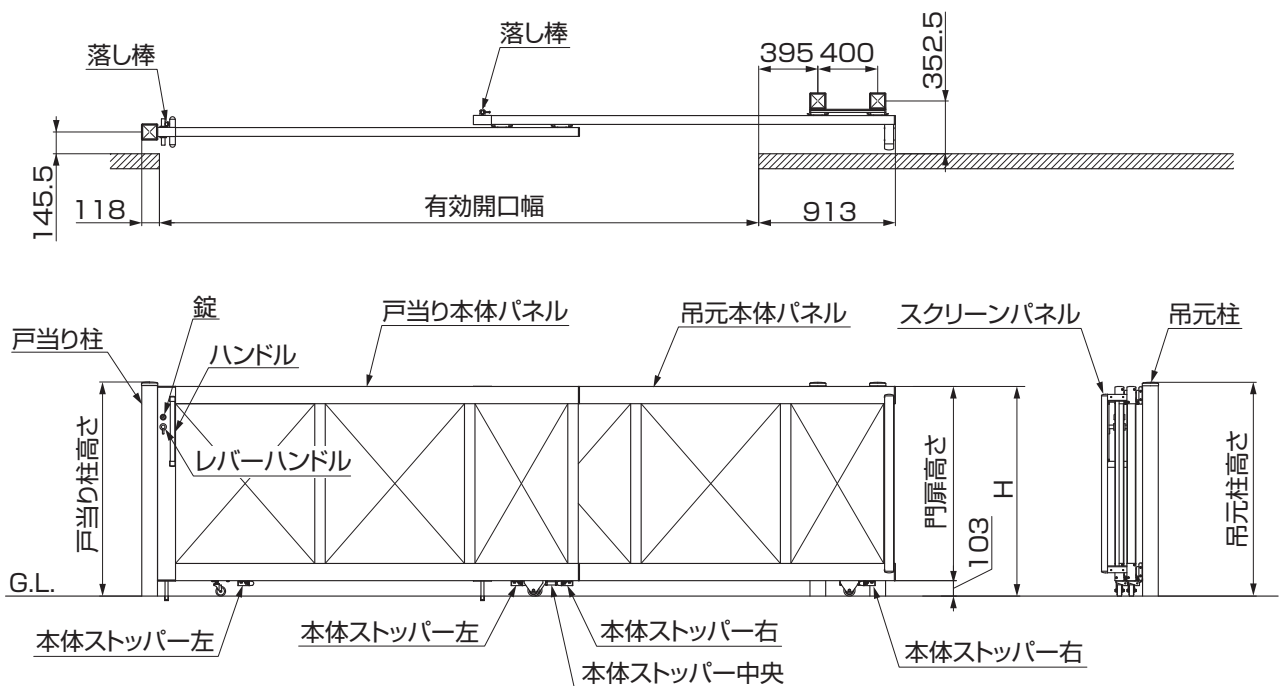 落し棒
落し棒
395
400
352.5
145.5
118
有効開口幅
913
戸当り柱
錠
ハンドル
戸当り本体パネル
吊元本体パネル
スクリーンパネル
吊元柱
レバーハンドル
戸当り柱高さ
門扉高さ
H
103
吊元柱高さ
G.L.
本体ストッパー左
本体ストッパー左
本体ストッパー右
本体ストッパー中央
本体ストッパー右